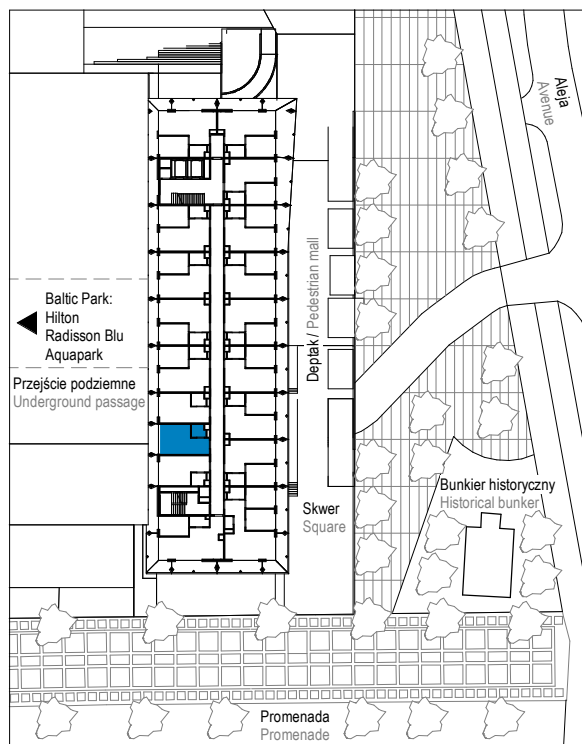 Aleja
Avenue
Baltic Park:
Hilton
Radisson Blu
Aquapark
Przejście podziemne
Underground passage
Deptak / Pedestrian mall
Skwer
Square
Bunkier historyczny
Historical bunker
Promenada
Promenade